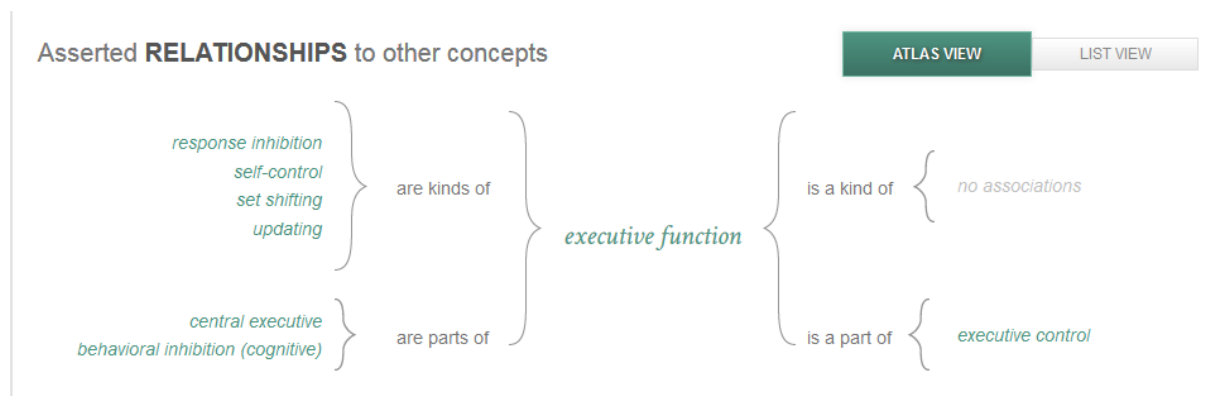 Asserted RELATIONSHIPS to other concepts
ATLAS VIEW
LIST VIEW
response inhibition
self-control
set shifting
updating
are kinds of
central executive
behavioral inhibition (cognitive)
are parts of
executive function
is a kind of
no associations
is a part of
executive control